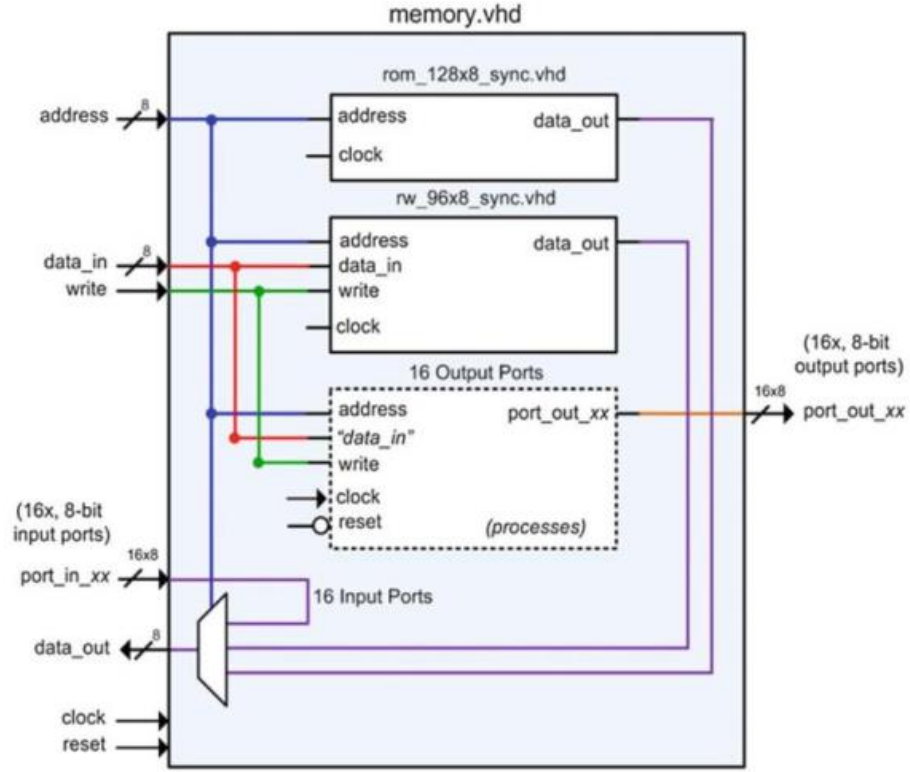 memory.vhd
rom_128x8_sync.vhd
address
8
address
data_out
clock
rw_96x8_sync.vhd
address
data_out
data_in
8
data_in
write
write
clock
(16x, 8-bit
output ports)
16 Output Ports
address
port_out_xx
16x8
port_out_xx
"data_in"
write
clock
reset
(processes)
(16x, 8-bit
input ports)
16x8
port_in_xx
16 Input Ports
data_out
8
clock
reset